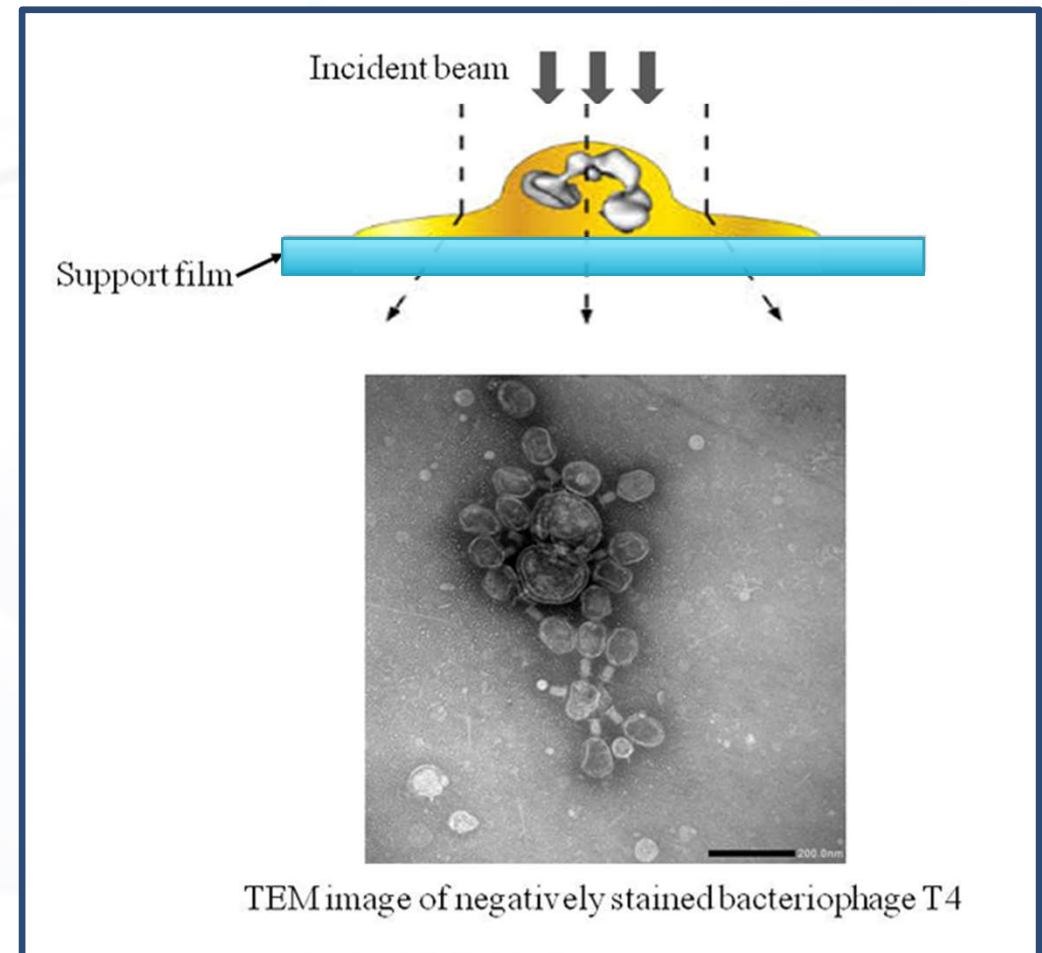 Incident beam
Support film
200.0nm
TEM image of negatively stained bacteriophage T4